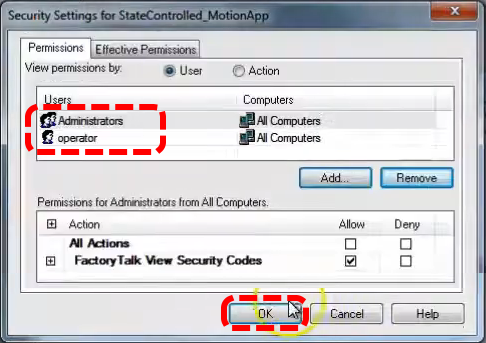 Security Settings for StateControlled_MotionApp
Permissions Effective Permissions
View permissions by: User Action
Users Computers
Administrators All Computers
operator All Computers
Add... Remove
Permissions for Administrators from All Computers.
Action Allow Deny
All Actions
FactoryTalk View Security Codes
OK Cancel Help